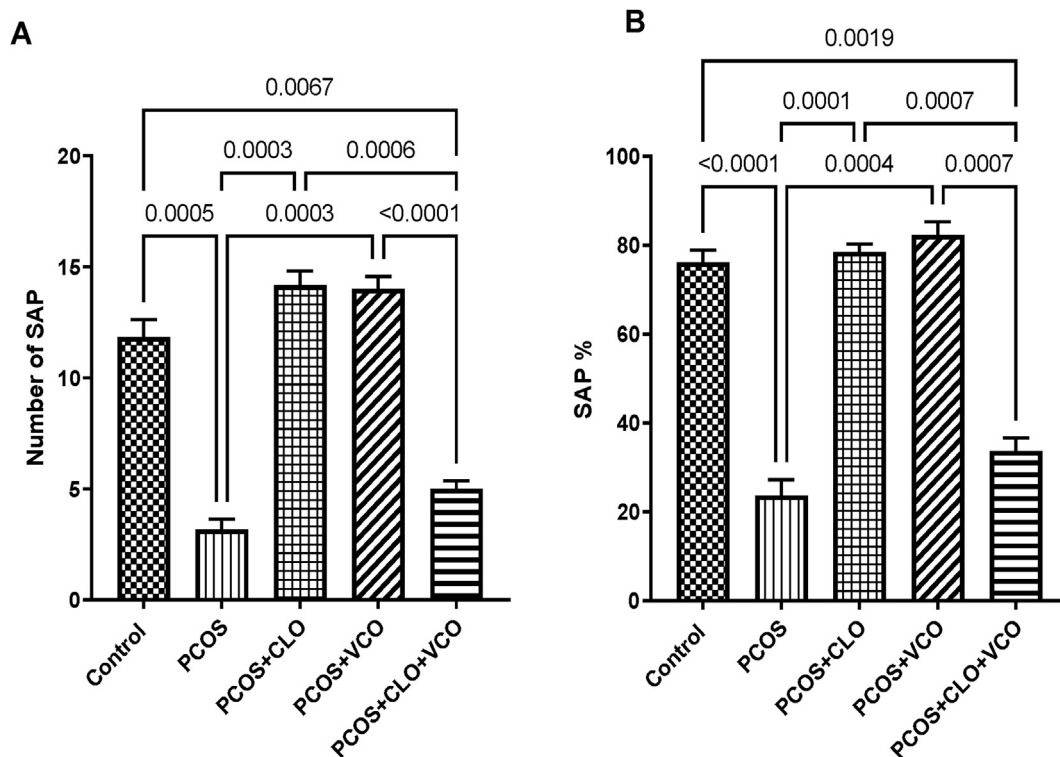 A
0.0067
0.0003
0.0006
0.0005
0.0003
<0.0001
20
15
10
5
0
Number of SAP
Control
PCOS
PCOS+CLO
PCOS+VCO
PCOS+CLO+VCO
B
0.0019
0.0001
0.0007
<0.0001
0.0004
0.0007
100
80
60
40
20
0
SAP %
Control
PCOS
PCOS+CLO
PCOS+VCO
PCOS+CLO+VCO